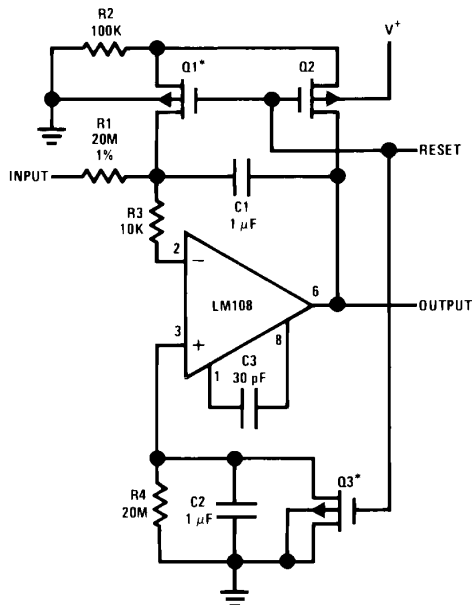 R2
100K
V+
Q1*
Q2
R1
20M
1%
RESET
INPUT
C1
1 µF
R3
10K
2
−
LM108
6
OUTPUT
3
+
8
C3
30 pF
1
Q3*
R4
20M
C2
1 µF